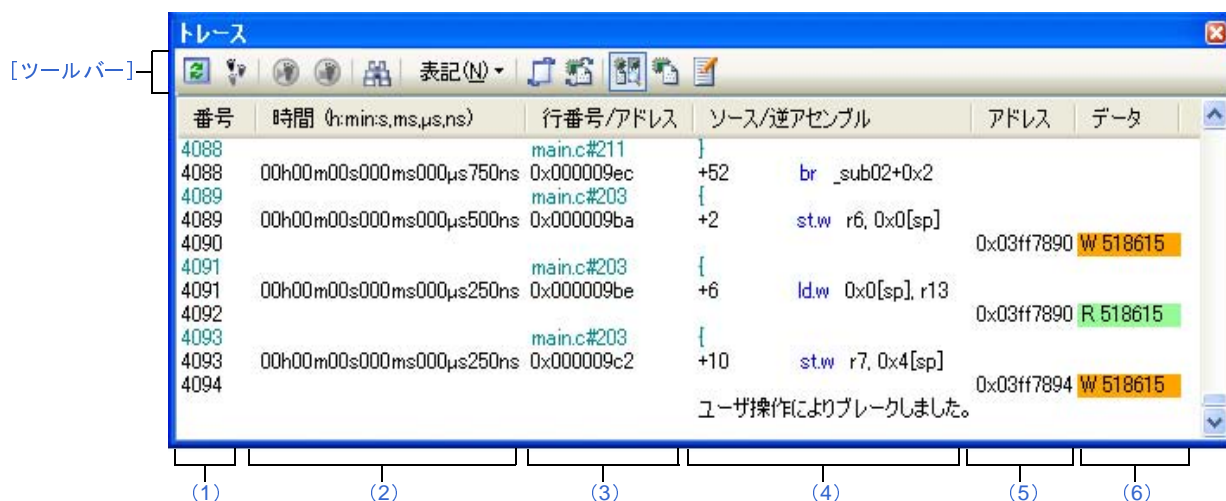 トレース
[ツールバー]
表記(N)
番号 時間 (h:min:s,ms,μs,ns) 行番号/アドレス ソース/逆アセンブル アドレス データ
4088 main.c#211 }
4088 00h00m00s000ms000μs750ns 0x000009ec +52 br _sub02+0x2
4089 main.c#203 {
4089 00h00m00s000ms000μs500ns 0x000009ba +2 st.w r6, 0x0[sp]
4090 0x03ff7890 W 518615
4091 main.c#203 {
4091 00h00m00s000ms000μs250ns 0x000009be +6 ld.w 0x0[sp], r13
4092 0x03ff7890 R 518615
4093 main.c#203 {
4093 00h00m00s000ms000μs250ns 0x000009c2 +10 st.w r7, 0x4[sp]
4094 0x03ff7894 W 518615
ユーザ操作によりブレークしました。
(1) (2) (3) (4) (5) (6)